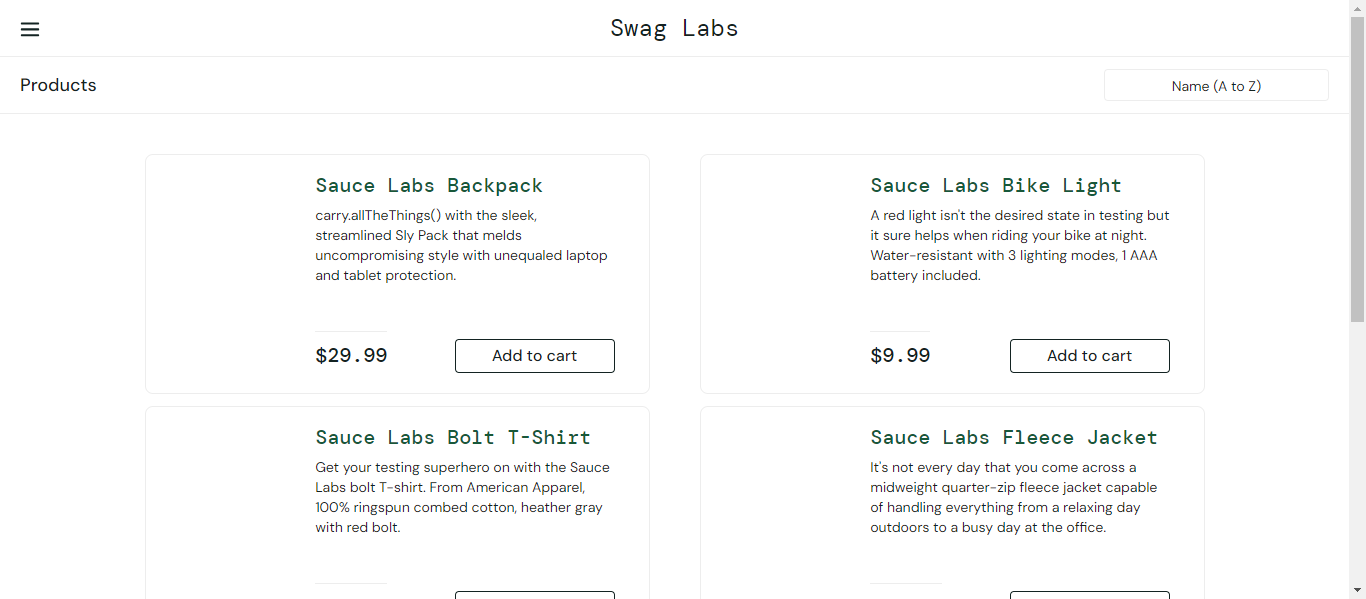 Swag Labs
Products
Name (A to Z)
Sauce Labs Backpack
carry.allTheThings() with the sleek,
streamlined Sly Pack that melds
uncompromising style with unequaled laptop
and tablet protection.
$29.99
Add to cart
Sauce Labs Bike Light
A red light isn't the desired state in testing but
it sure helps when riding your bike at night.
Water-resistant with 3 lighting modes, 1 AAA
battery included.
$9.99
Add to cart
Sauce Labs Bolt T-Shirt
Get your testing superhero on with the Sauce
Labs bolt T-shirt. From American Apparel,
100% ringspun combed cotton, heather gray
with red bolt.
Sauce Labs Fleece Jacket
It's not every day that you come across a
midweight quarter-zip fleece jacket capable
of handling everything from a relaxing day
outdoors to a busy day at the office.